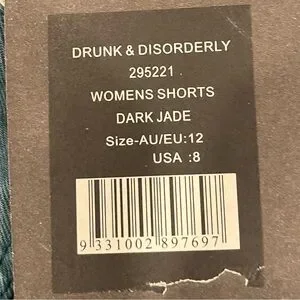 DRUNK & DISORDERLY
295221
WOMENS SHORTS
DARK JADE
Size-AU/EU:12
USA :8
9 331002 897697